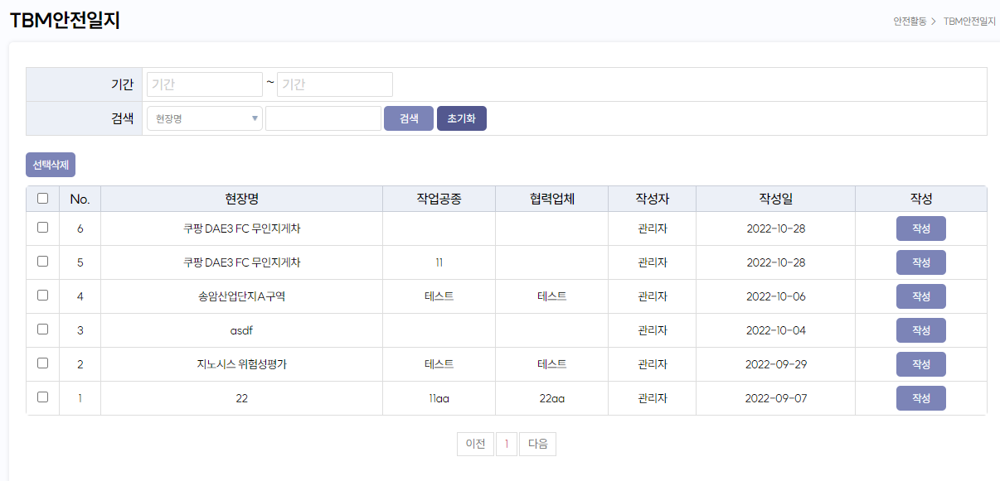 TBM안전일지
안전활동 > TBM안전일지
기간 기간 ~ 기간
검색 현장명 검색 초기화
선택삭제
No. 현장명 작업공종 협력업체 작성자 작성일 작성
6 쿠팡 DAE3 FC 무인지게차 관리자 2022-10-28 작성
5 쿠팡 DAE3 FC 무인지게차 11 관리자 2022-10-28 작성
4 송암산업단지A구역 테스트 테스트 관리자 2022-10-06 작성
3 asdf 관리자 2022-10-04 작성
2 지노시스 위험성평가 테스트 테스트 관리자 2022-09-29 작성
1 22 11aa 22aa 관리자 2022-09-07 작성
이전 1 다음